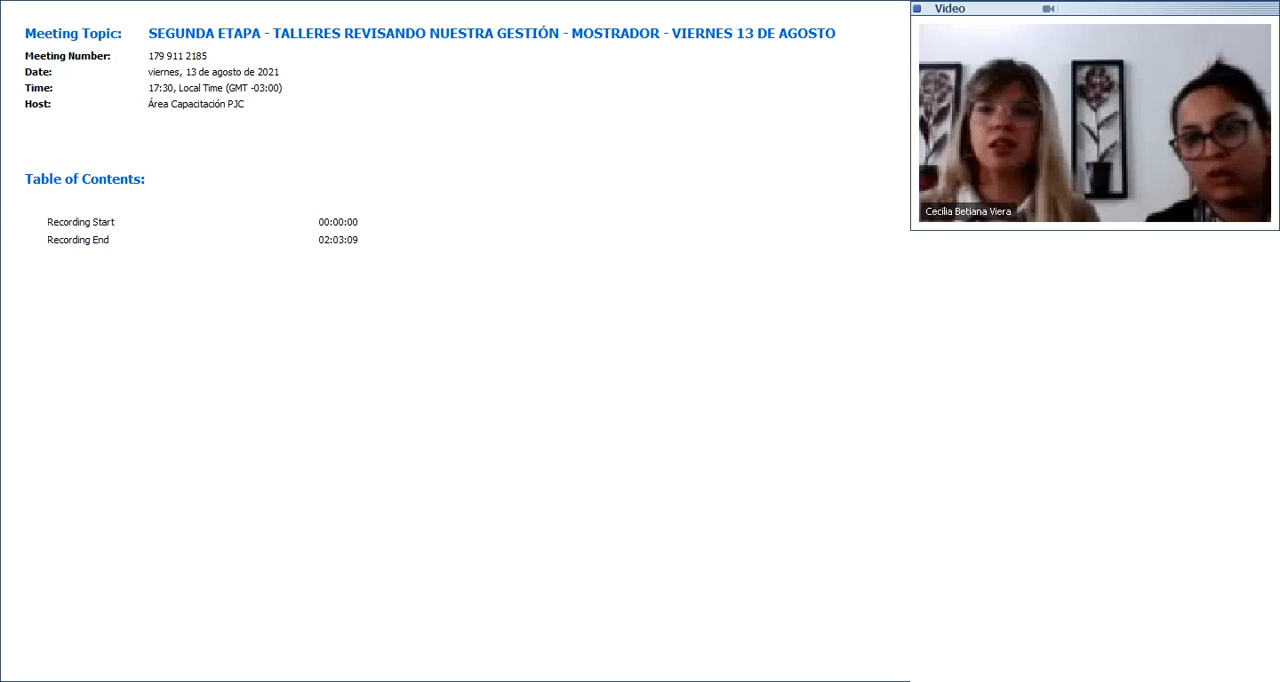 Meeting Topic: SEGUNDA ETAPA - TALLERES REVISANDO NUESTRA GESTIÓN - MOSTRADOR - VIERNES 13 DE AGOSTO
Meeting Number: 179 911 2185
Date: viernes, 13 de agosto de 2021
Time: 17:30, Local Time (GMT -03:00)
Host: Área Capacitación PJC
Table of Contents:
Recording Start 00:00:00
Recording End 02:03:09
Video
Cecilia Betiana Viera